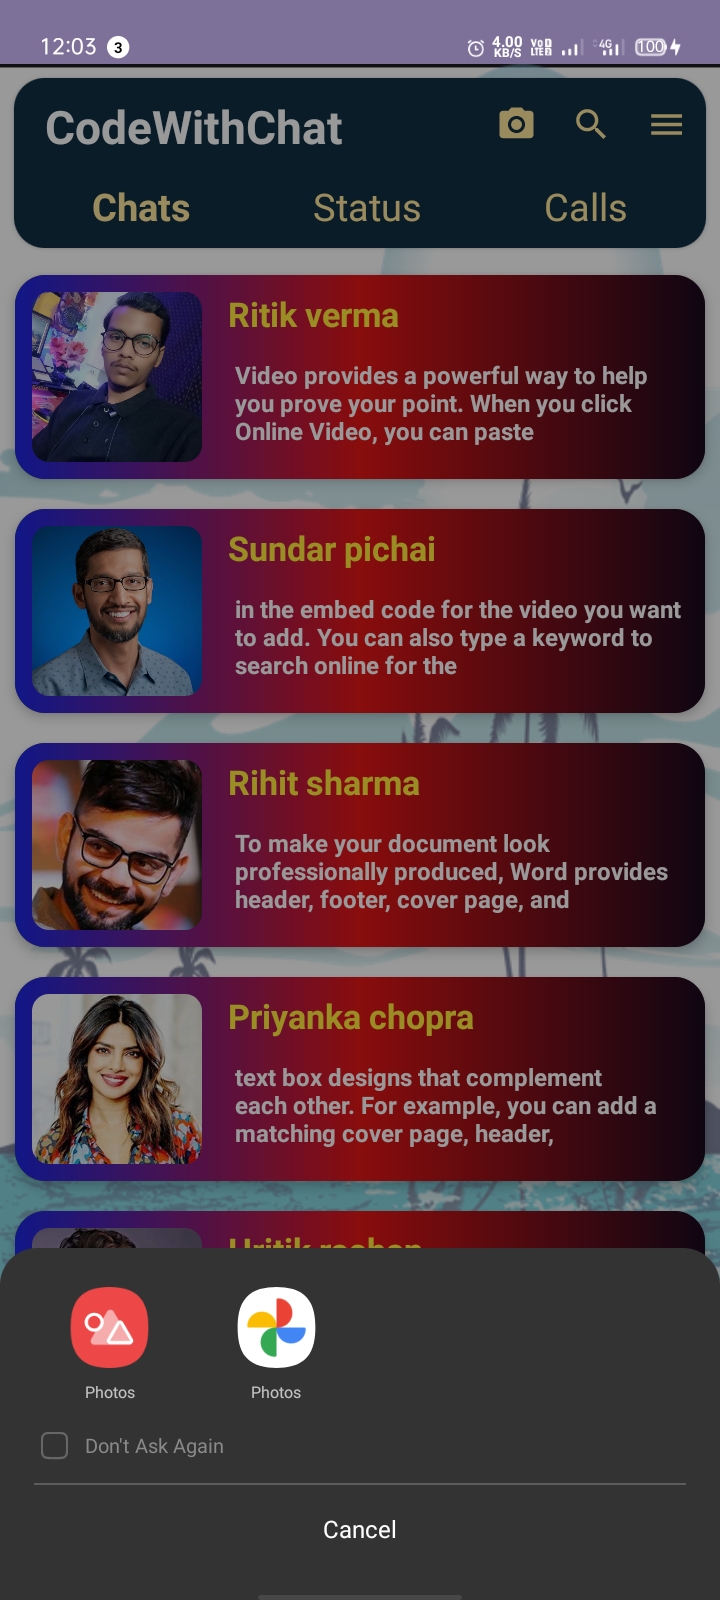 12:03 3 4.00 KB/S VoD LTE2 4G 100
CodeWithChat
Chats Status Calls
Ritik verma
Video provides a powerful way to help
you prove your point. When you click
Online Video, you can paste
Sundar pichai
in the embed code for the video you want
to add. You can also type a keyword to
search online for the
Rihit sharma
To make your document look
professionally produced, Word provides
header, footer, cover page, and
Priyanka chopra
text box designs that complement
each other. For example, you can add a
matching cover page, header,
Photos Photos
Don't Ask Again
Cancel